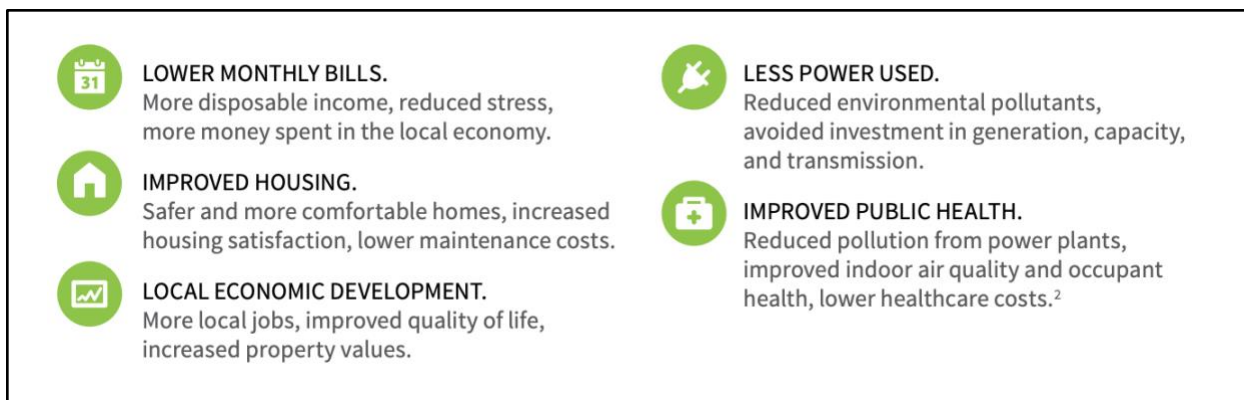 31
LOWER MONTHLY BILLS.
More disposable income, reduced stress,
more money spent in the local economy.
IMPROVED HOUSING.
Safer and more comfortable homes, increased
housing satisfaction, lower maintenance costs.
LOCAL ECONOMIC DEVELOPMENT.
More local jobs, improved quality of life,
increased property values.
LESS POWER USED.
Reduced environmental pollutants,
avoided investment in generation, capacity,
and transmission.
IMPROVED PUBLIC HEALTH.
Reduced pollution from power plants,
improved indoor air quality and occupant
health, lower healthcare costs.²